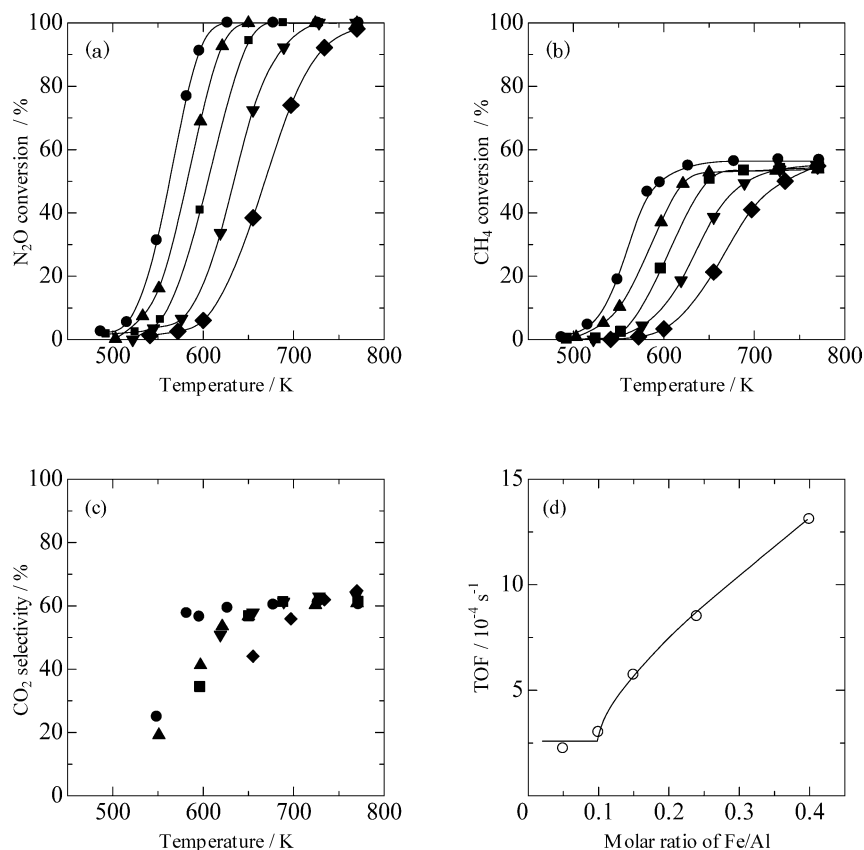 (a)
100
80
60
40
20
0
N₂O conversion / %
500 600 700 800
Temperature / K
(b)
100
80
60
40
20
0
CH₄ conversion / %
500 600 700 800
Temperature / K
(c)
100
80
60
40
20
0
CO₂ selectivity / %
500 600 700 800
Temperature / K
(d)
15
10
5
0
TOF / 10⁻⁴ s⁻¹
0 0.1 0.2 0.3 0.4
Molar ratio of Fe/Al